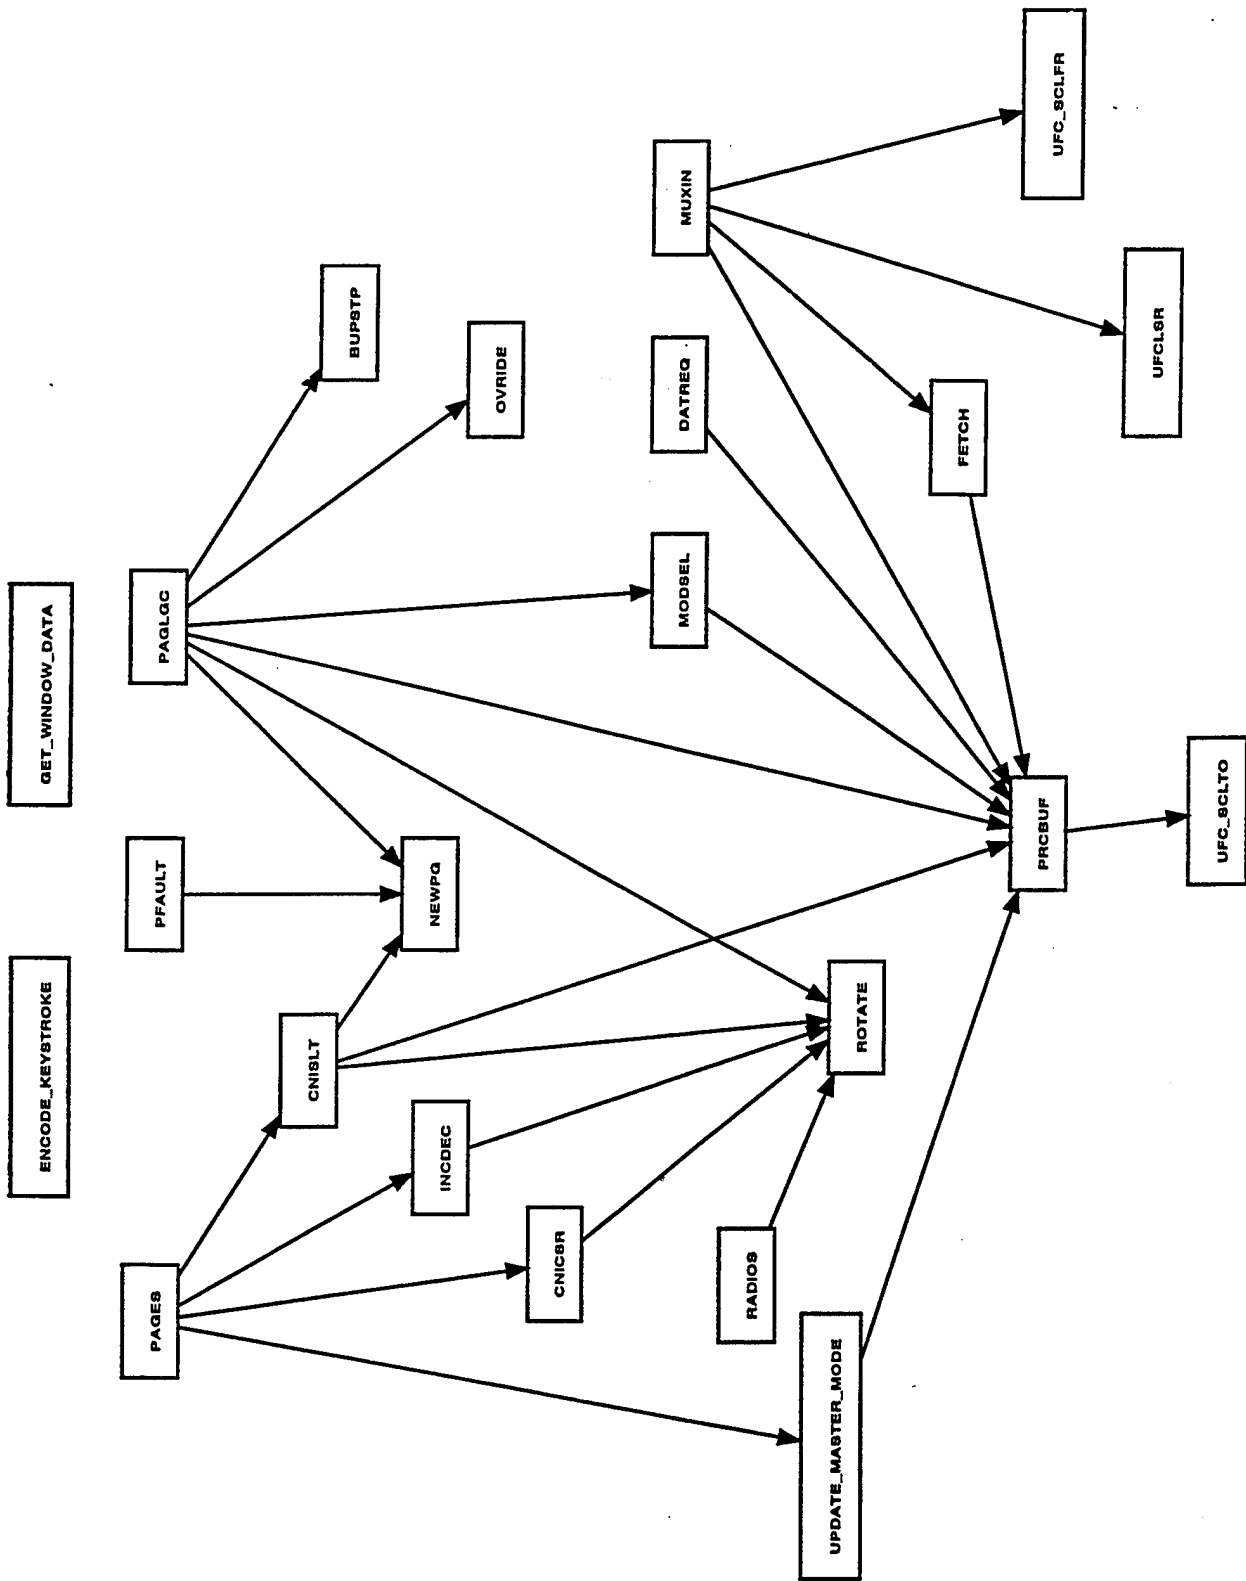 ENCODE_KEYSTROKE
GET_WINDOW_DATA
PAGES
PFAULT
PAGLGC
CNISLT
BUPSTP
INCDEC
NEWPG
OVRIDE
CNICSR
RADIOS
MODSEL
DATREQ
MUXIN
UPDATE_MASTER_MODE
ROTATE
FETCH
PRCBUF
UFC_SCLFR
UFCLSR
UFC_SCLTO